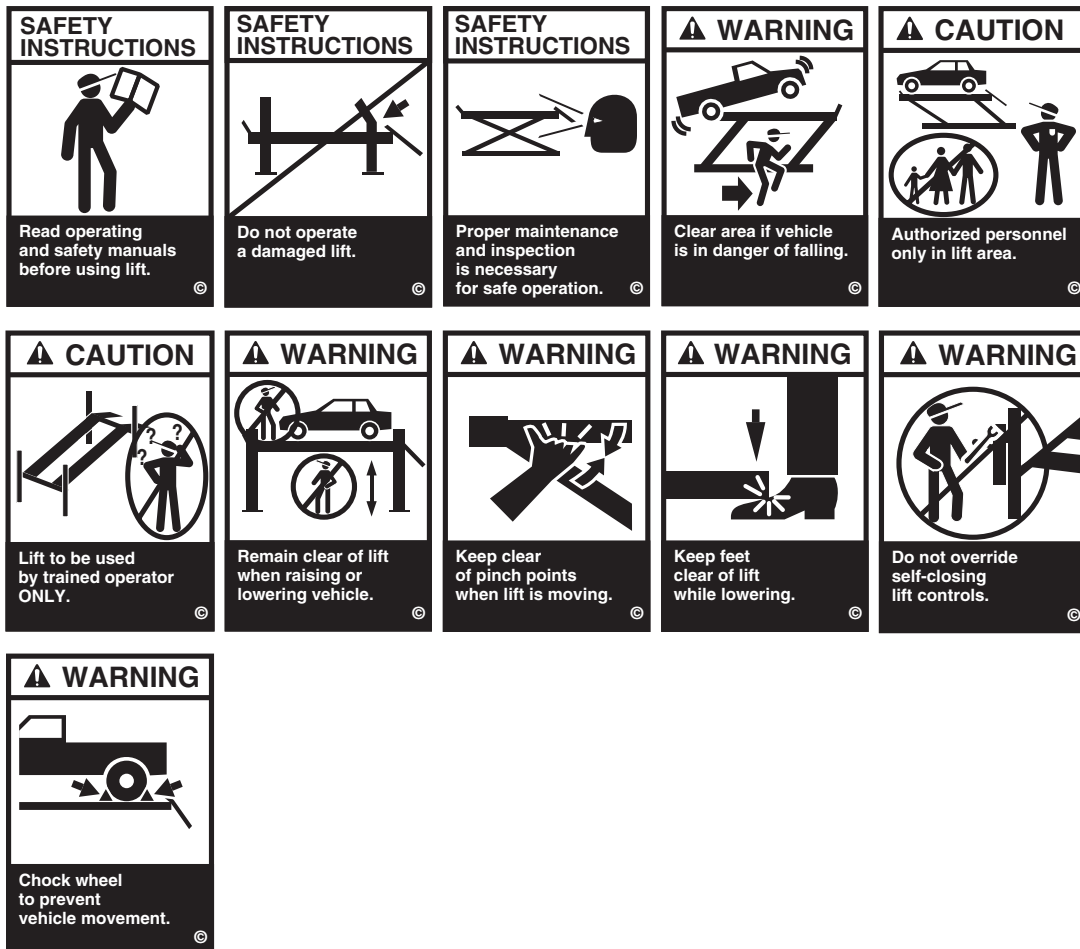 SAFETY
INSTRUCTIONS
Read operating
and safety manuals
before using lift.
©
SAFETY
INSTRUCTIONS
Do not operate
a damaged lift.
©
SAFETY
INSTRUCTIONS
Proper maintenance
and inspection
is necessary
for safe operation.
©
WARNING
Clear area if vehicle
is in danger of falling.
©
CAUTION
Authorized personnel
only in lift area.
©
CAUTION
? ?
?
Lift to be used
by trained operator
ONLY.
©
WARNING
Remain clear of lift
when raising or
lowering vehicle.
©
WARNING
Keep clear
of pinch points
when lift is moving.
©
WARNING
Keep feet
clear of lift
while lowering.
©
WARNING
Do not override
self-closing
lift controls.
©
WARNING
Chock wheel
to prevent
vehicle movement.
©